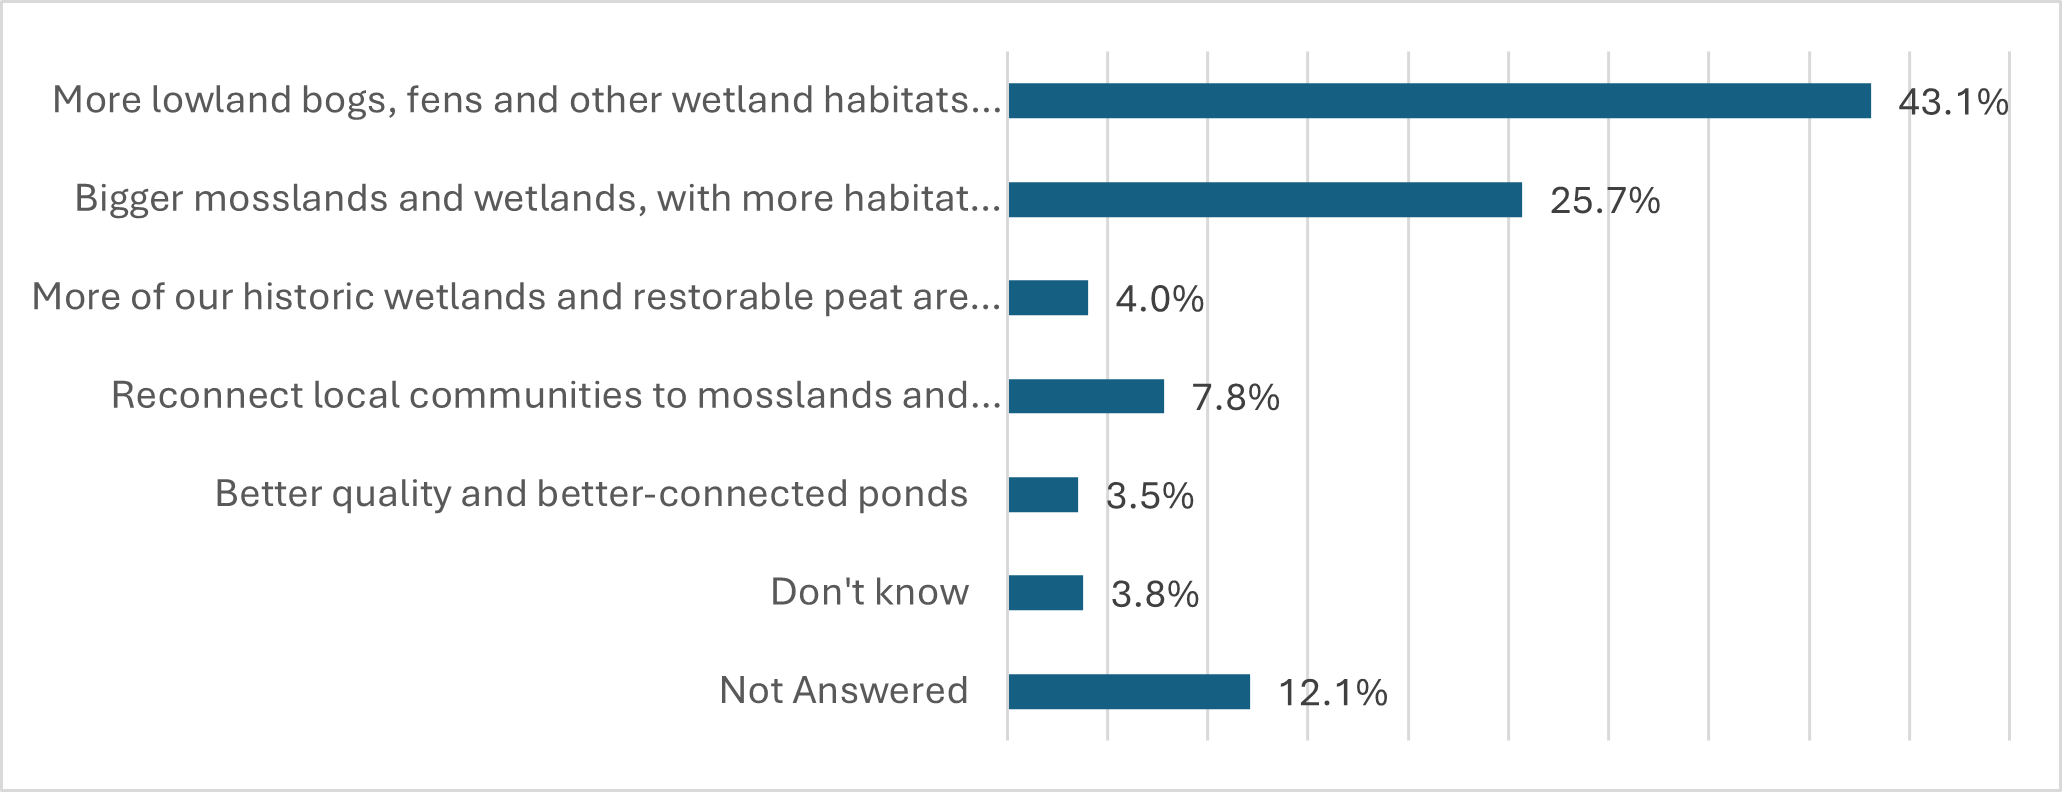 More lowland bogs, fens and other wetland habitats... 43.1%
Bigger mosslands and wetlands, with more habitat... 25.7%
More of our historic wetlands and restorable peat are... 4.0%
Reconnect local communities to mosslands and... 7.8%
Better quality and better-connected ponds 3.5%
Don't know 3.8%
Not Answered 12.1%